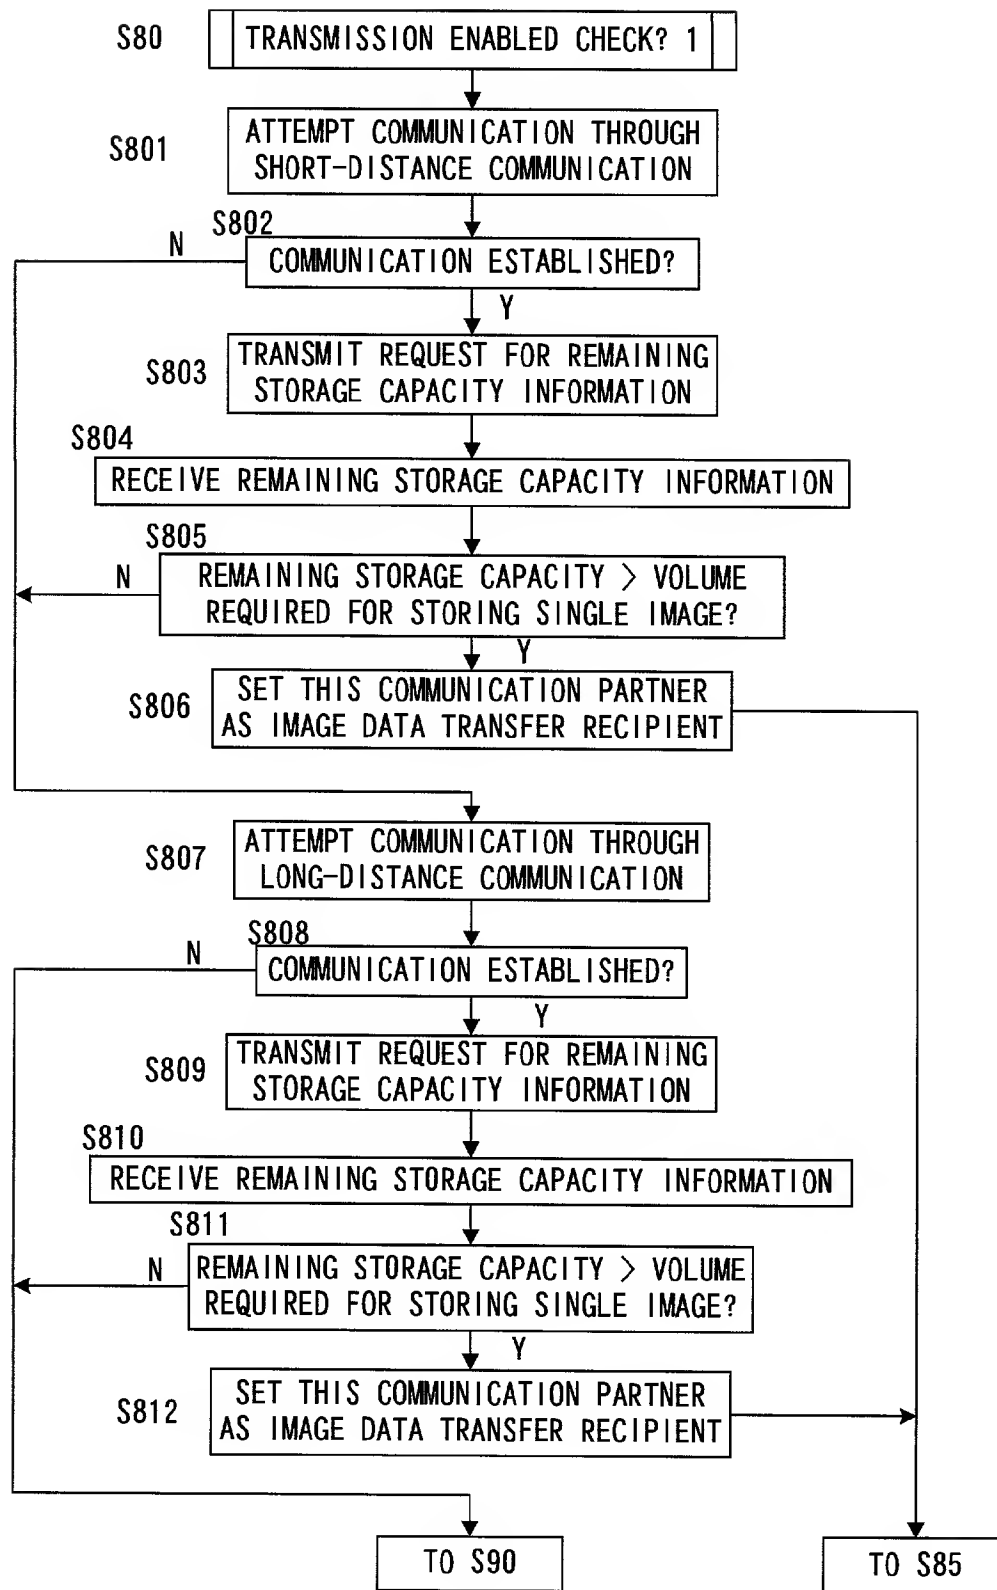 S80
TRANSMISSION ENABLED CHECK? 1
S801
ATTEMPT COMMUNICATION THROUGH
SHORT-DISTANCE COMMUNICATION
S802
N
COMMUNICATION ESTABLISHED?
Y
S803
TRANSMIT REQUEST FOR REMAINING
STORAGE CAPACITY INFORMATION
S804
RECEIVE REMAINING STORAGE CAPACITY INFORMATION
S805
N
REMAINING STORAGE CAPACITY > VOLUME
REQUIRED FOR STORING SINGLE IMAGE?
Y
S806
SET THIS COMMUNICATION PARTNER
AS IMAGE DATA TRANSFER RECIPIENT
S807
ATTEMPT COMMUNICATION THROUGH
LONG-DISTANCE COMMUNICATION
S808
N
COMMUNICATION ESTABLISHED?
Y
S809
TRANSMIT REQUEST FOR REMAINING
STORAGE CAPACITY INFORMATION
S810
RECEIVE REMAINING STORAGE CAPACITY INFORMATION
S811
N
REMAINING STORAGE CAPACITY > VOLUME
REQUIRED FOR STORING SINGLE IMAGE?
Y
S812
SET THIS COMMUNICATION PARTNER
AS IMAGE DATA TRANSFER RECIPIENT
TO S90
TO S85